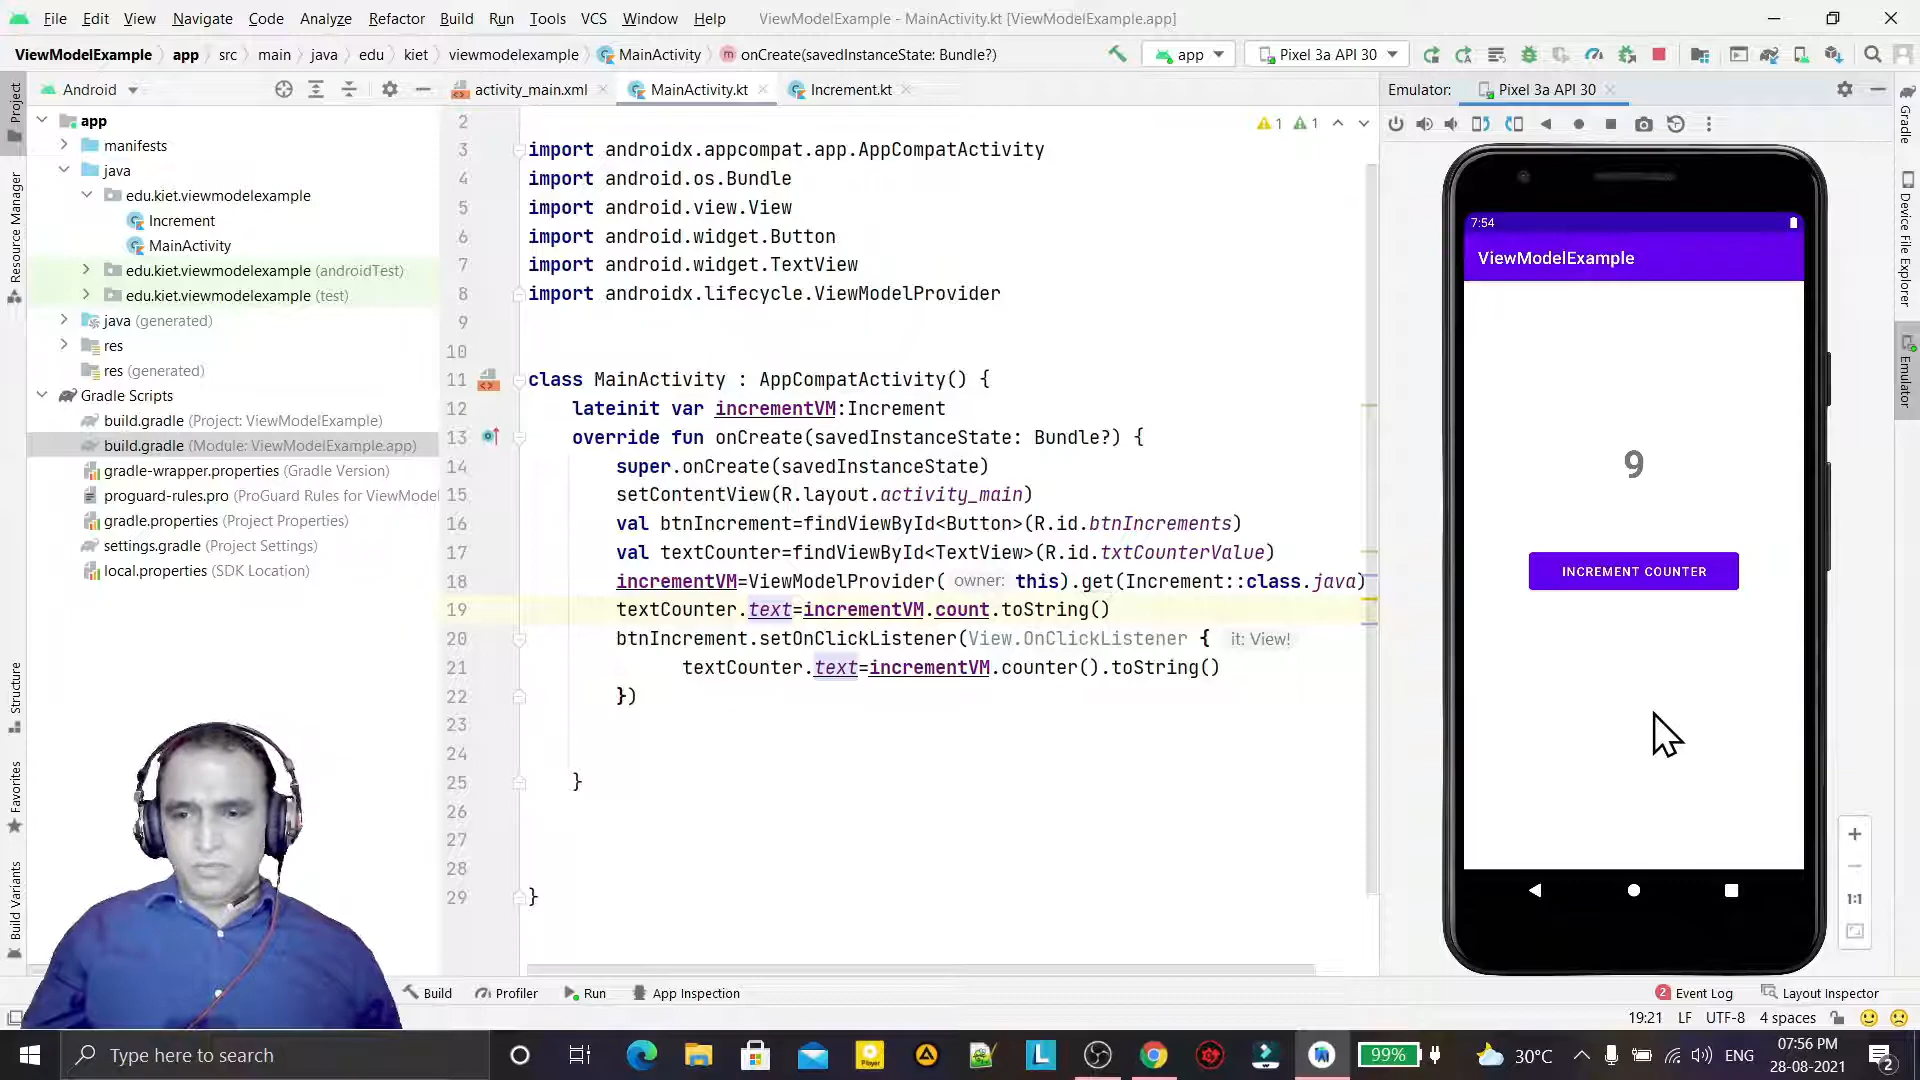 File Edit View Navigate Code Analyze Refactor Build Run Tools VCS Window Help ViewModelExample - MainActivity.kt [ViewModelExample.app]
ViewModelExample app src main java edu kiet viewmodelexample MainActivity onCreate(savedInstanceState: Bundle?) app Pixel 3a API 30
Android activity_main.xml MainActivity.kt Increment.kt Emulator: Pixel 3a API 30
Project
Resource Manager
Structure
Favorites
Build Variants
app
manifests
java
edu.kiet.viewmodelexample
Increment
MainActivity
edu.kiet.viewmodelexample (androidTest)
edu.kiet.viewmodelexample (test)
java (generated)
res
res (generated)
Gradle Scripts
build.gradle (Project: ViewModelExample)
build.gradle (Module: ViewModelExample.app)
gradle-wrapper.properties (Gradle Version)
proguard-rules.pro (ProGuard Rules for ViewModel
gradle.properties (Project Properties)
settings.gradle (Project Settings)
local.properties (SDK Location)
1 1
2
3 import androidx.appcompat.app.AppCompatActivity
4 import android.os.Bundle
5 import android.view.View
6 import android.widget.Button
7 import android.widget.TextView
8 import androidx.lifecycle.ViewModelProvider
9
10
11 class MainActivity : AppCompatActivity() {
12 lateinit var incrementVM:Increment
13 override fun onCreate(savedInstanceState: Bundle?) {
14 super.onCreate(savedInstanceState)
15 setContentView(R.layout.activity_main)
16 val btnIncrement=findViewById<Button>(R.id.btnIncrements)
17 val textCounter=findViewById<TextView>(R.id.txtCounterValue)
18 incrementVM=ViewModelProvider( owner: this).get(Increment::class.java)
19 textCounter.text=incrementVM.count.toString()
20 btnIncrement.setOnClickListener(View.OnClickListener { it: View!
21 textCounter.text=incrementVM.counter().toString()
22 })
23
24
25 }
26
27
28
29 }
7:54
ViewModelExample
9
INCREMENT COUNTER
1:1
Gradle
Device File Explorer
Emulator
Build Profiler Run App Inspection 2 Event Log Layout Inspector
19:21 LF UTF-8 4 spaces
Type here to search
99% 30°C ENG 07:56 PM
28-08-2021
2